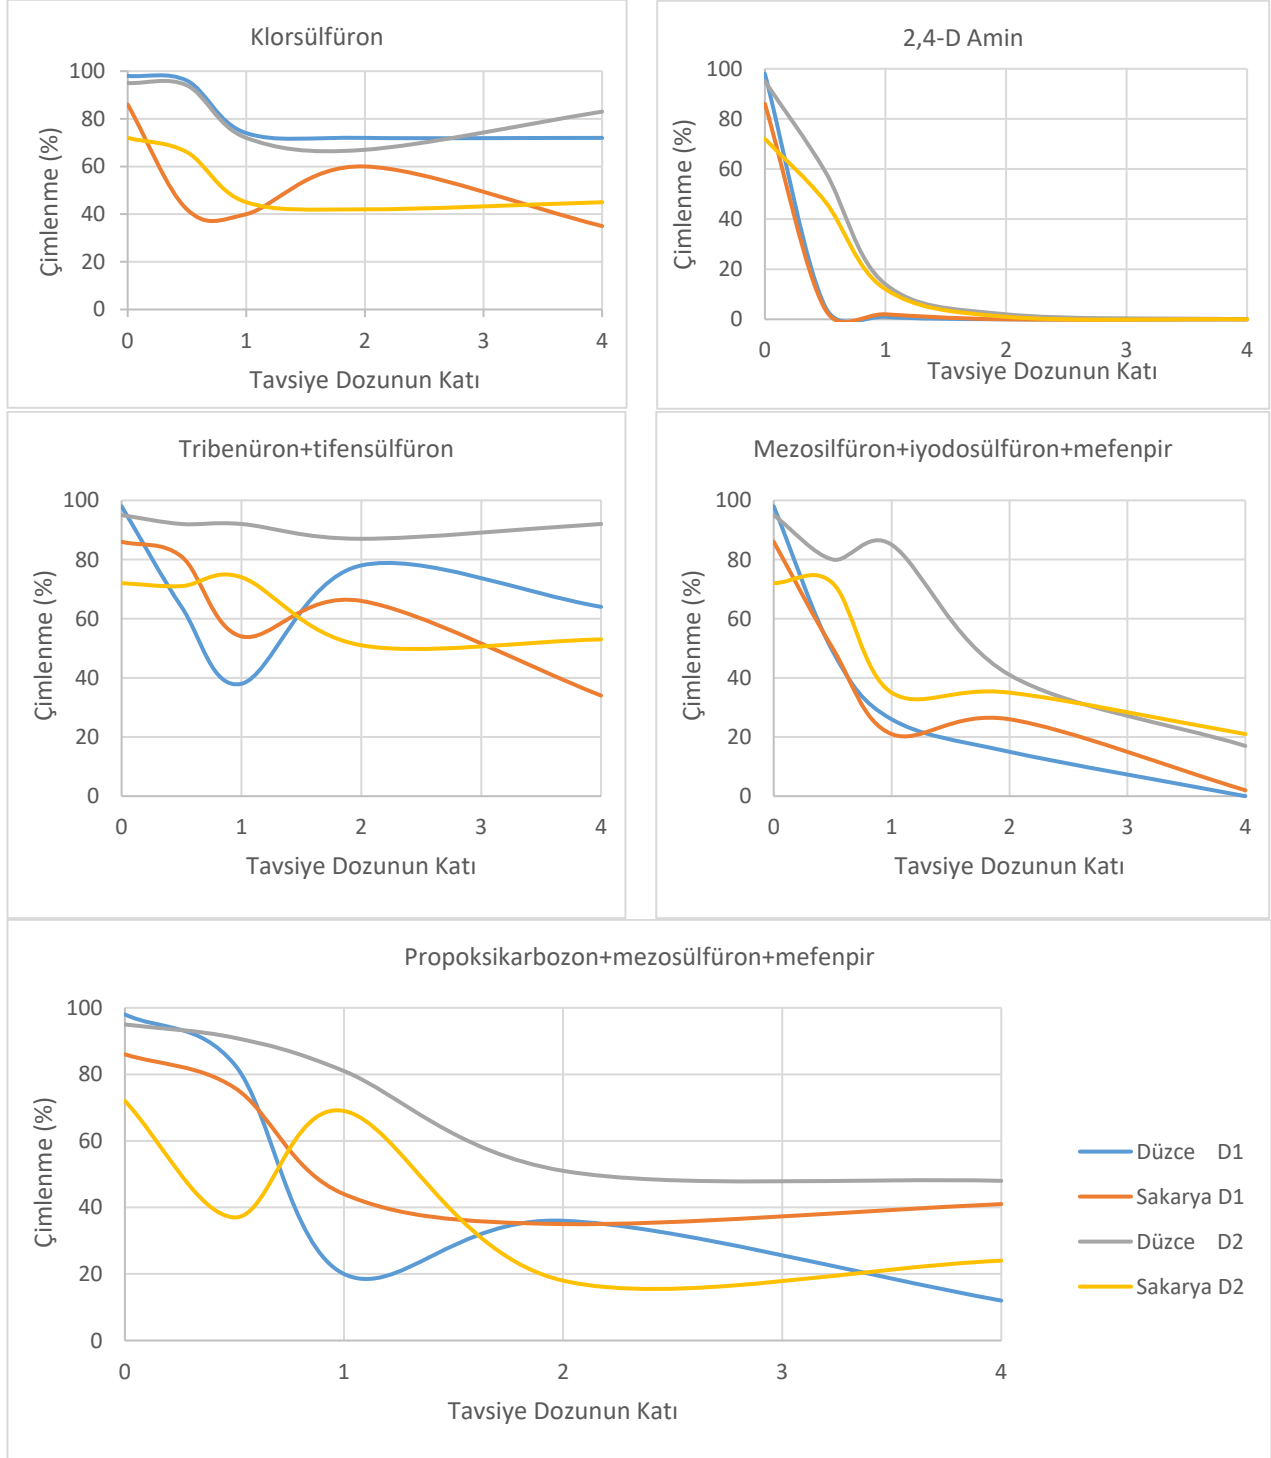 Klorsülfüron
100
80
60
40
20
0
Çimlenme (%)
0 1 2 3 4
Tavsiye Dozunun Katı
2,4-D Amin
100
80
60
40
20
0
Çimlenme (%)
0 1 2 3 4
Tavsiye Dozunun Katı
Tribenüron+tifensülfüron
100
80
60
40
20
0
Çimlenme (%)
0 1 2 3 4
Tavsiye Dozunun Katı
Mezosilfüron+iyodosülfüron+mefenpir
100
80
60
40
20
0
Çimlenme (%)
0 1 2 3 4
Tavsiye Dozunun Katı
Propoksikarbozon+mezosülfüron+mefenpir
100
80
60
40
20
0
Çimlenme (%)
0 1 2 3 4
Tavsiye Dozunun Katı
Düzce D1
Sakarya D1
Düzce D2
Sakarya D2